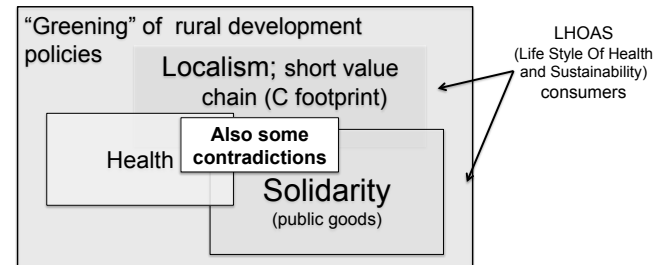 “Greening” of rural development
policies
Localism; short value
chain (C footprint)
Also some
contradictions
Health
Solidarity
(public goods)
LHOAS
(Life Style Of Health
and Sustainability)
consumers